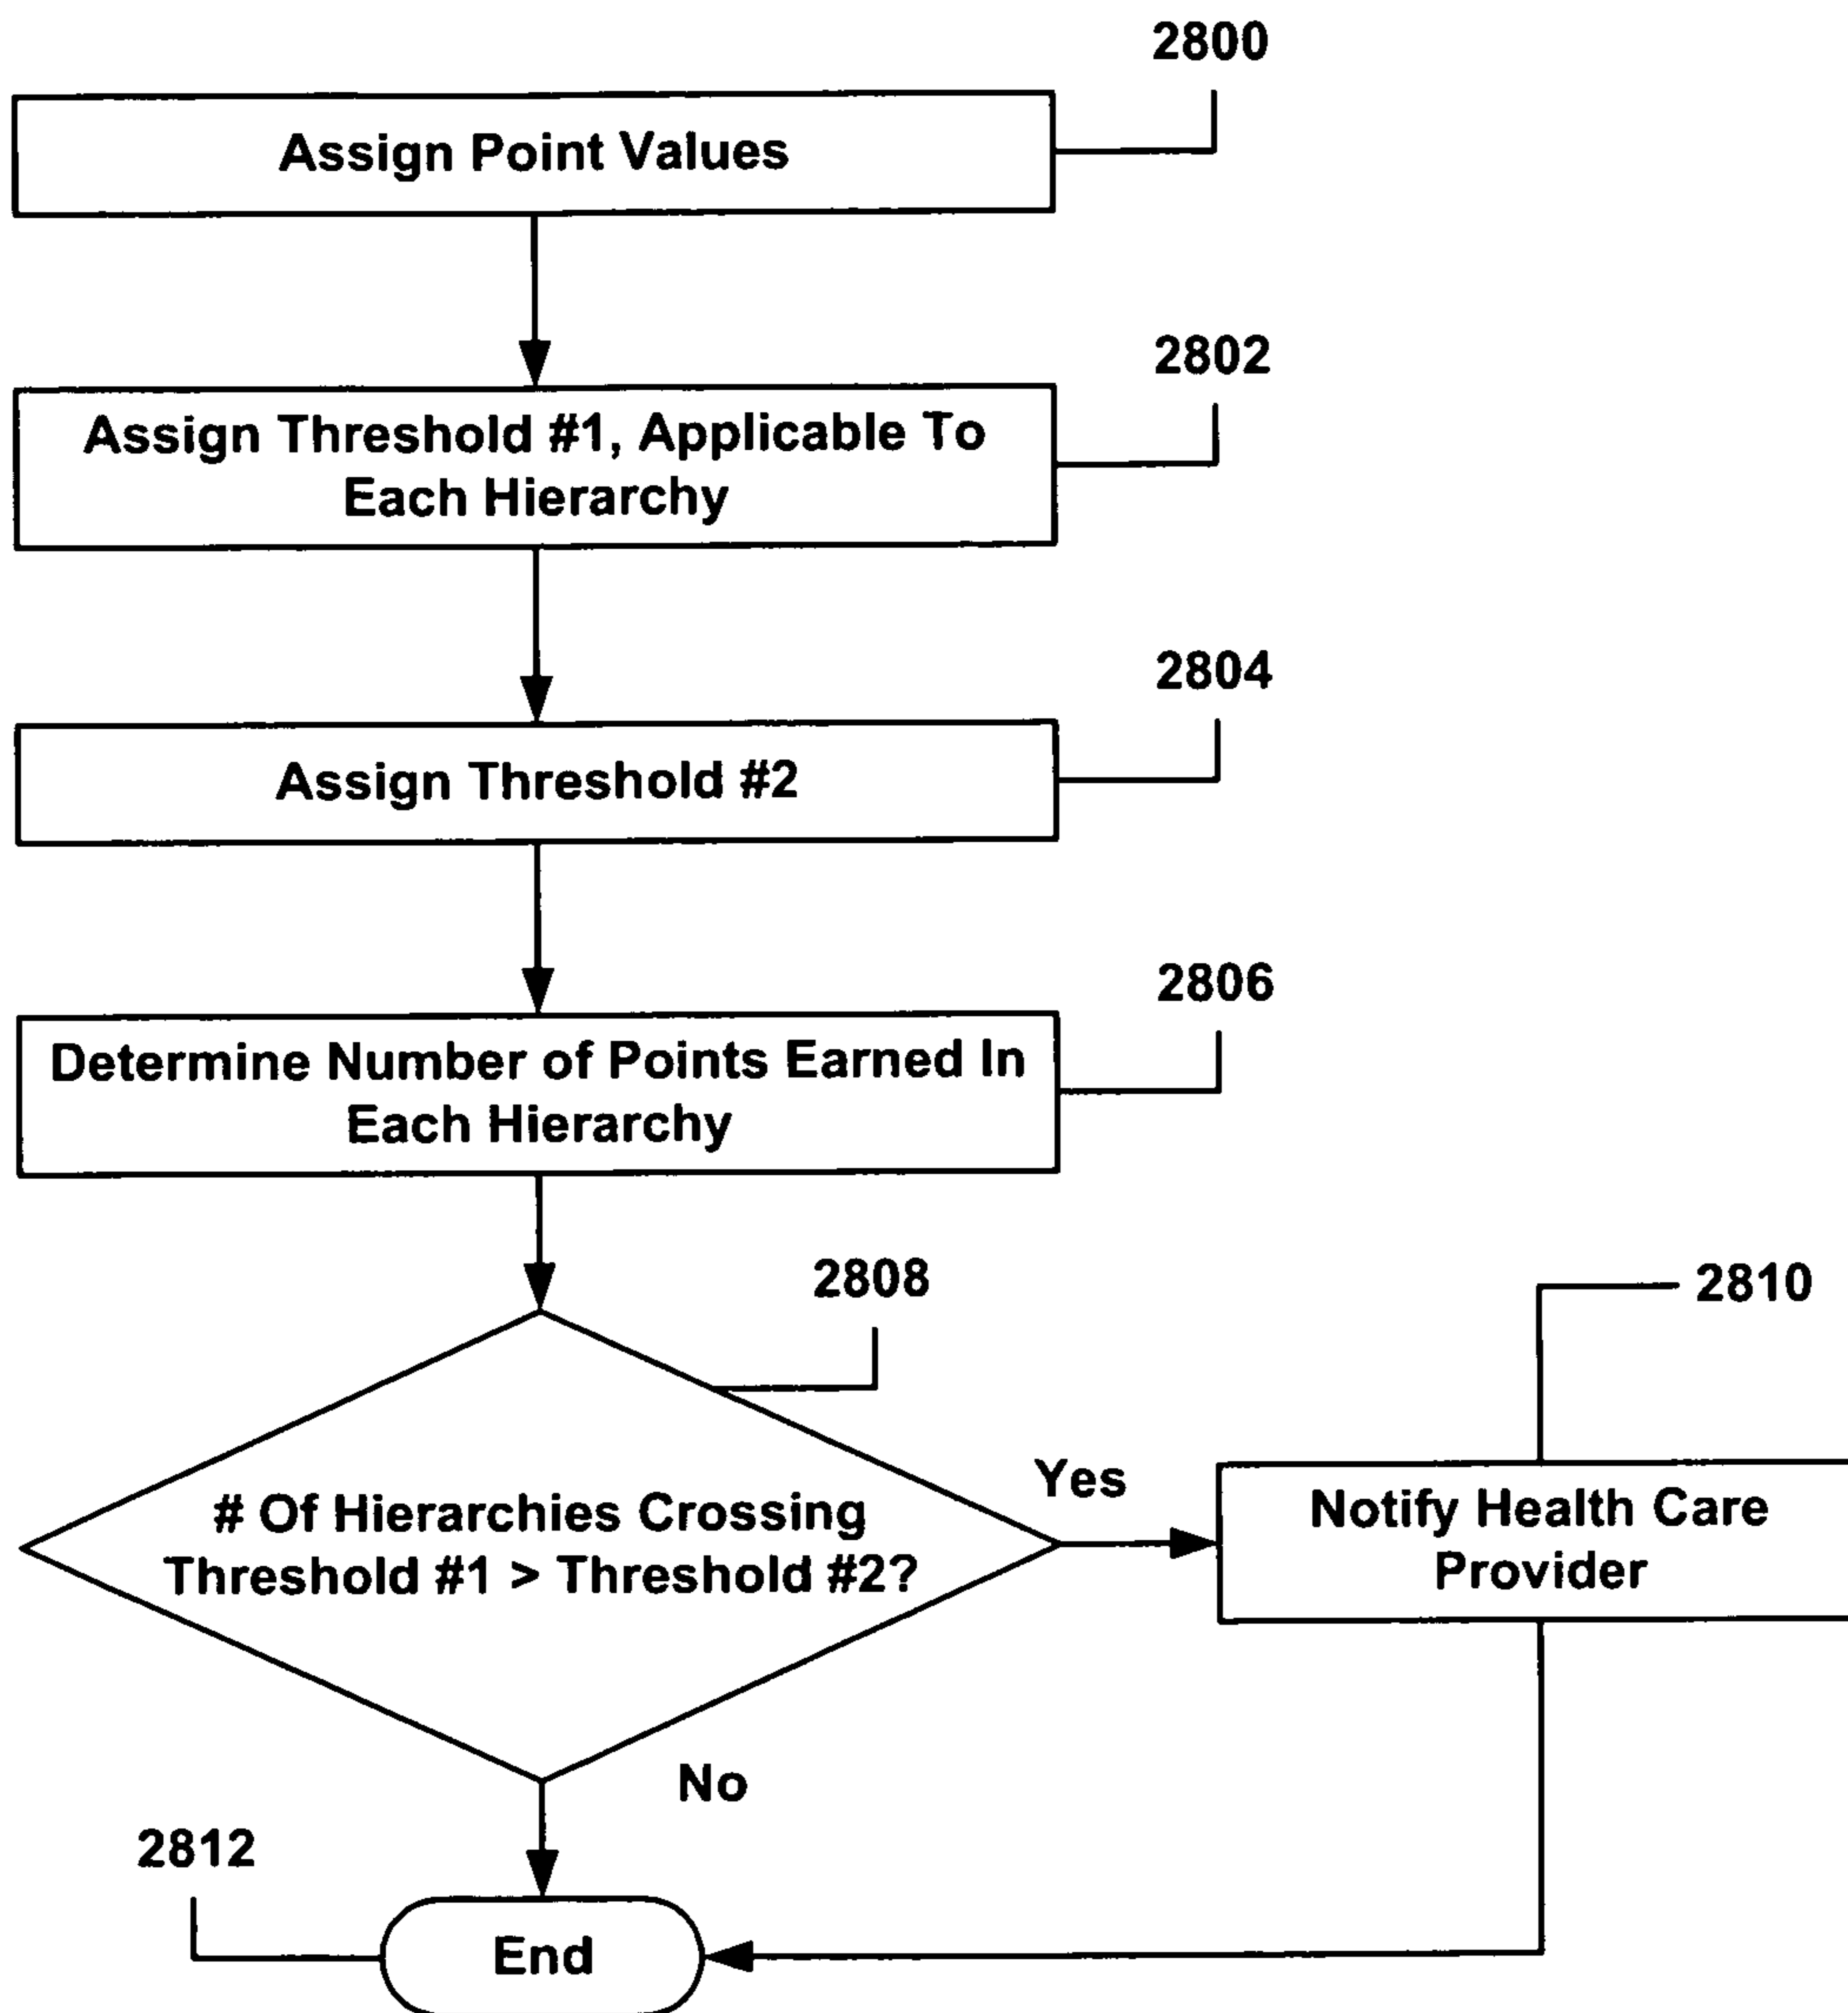 2800
Assign Point Values
2802
Assign Threshold #1, Applicable To
Each Hierarchy
2804
Assign Threshold #2
2806
Determine Number of Points Earned In
Each Hierarchy
2808
2810
# Of Hierarchies Crossing
Threshold #1 > Threshold #2?
Yes
Notify Health Care
Provider
No
2812
End